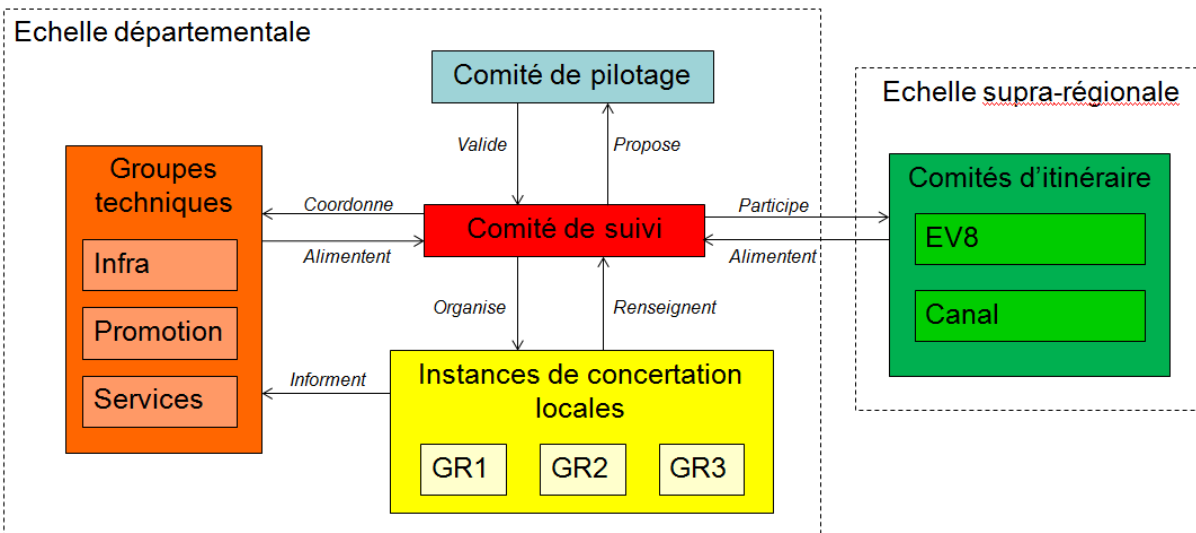 Echelle départementale
Comité de pilotage
Echelle supra-régionale
Valide
Propose
Groupes
techniques
Comités d’itinéraire
Coordonne
Participe
Comité de suivi
EV8
Infra
Alimentent
Alimentent
Organise
Renseignent
Canal
Promotion
Instances de concertation
locales
Informent
Services
GR1
GR2
GR3